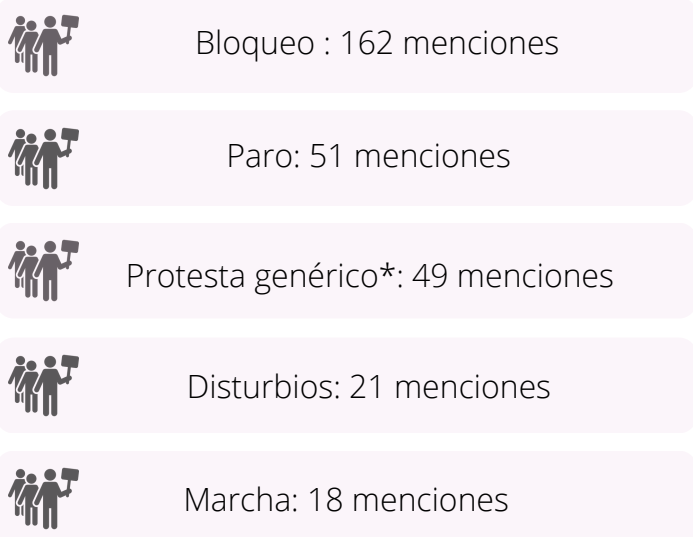 Bloqueo : 162 menciones
Paro: 51 menciones
Protesta genérico*: 49 menciones
Disturbios: 21 menciones
Marcha: 18 menciones